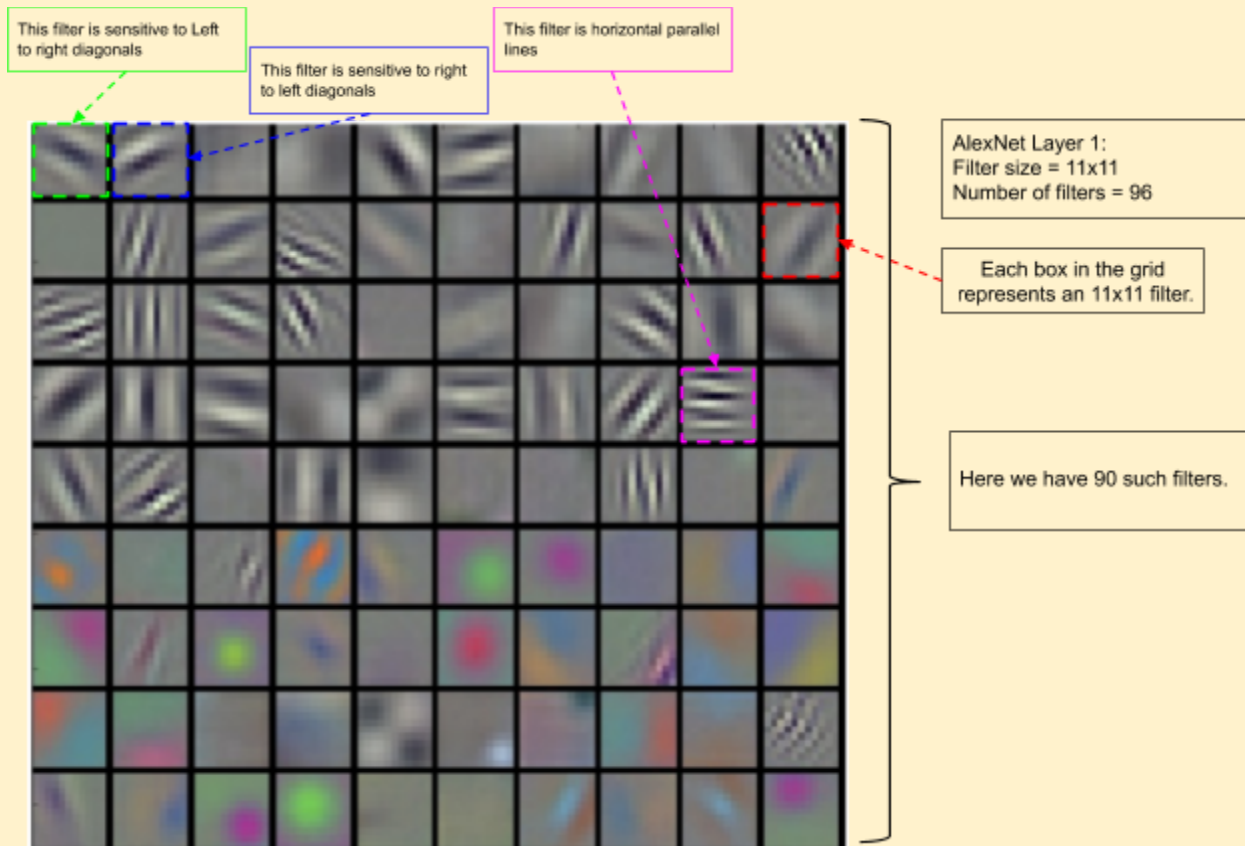 This filter is sensitive to Left
to right diagonals
This filter is sensitive to right
to left diagonals
This filter is horizontal parallel
lines
AlexNet Layer 1:
Filter size = 11x11
Number of filters = 96
Each box in the grid
represents an 11x11 filter.
Here we have 90 such filters.